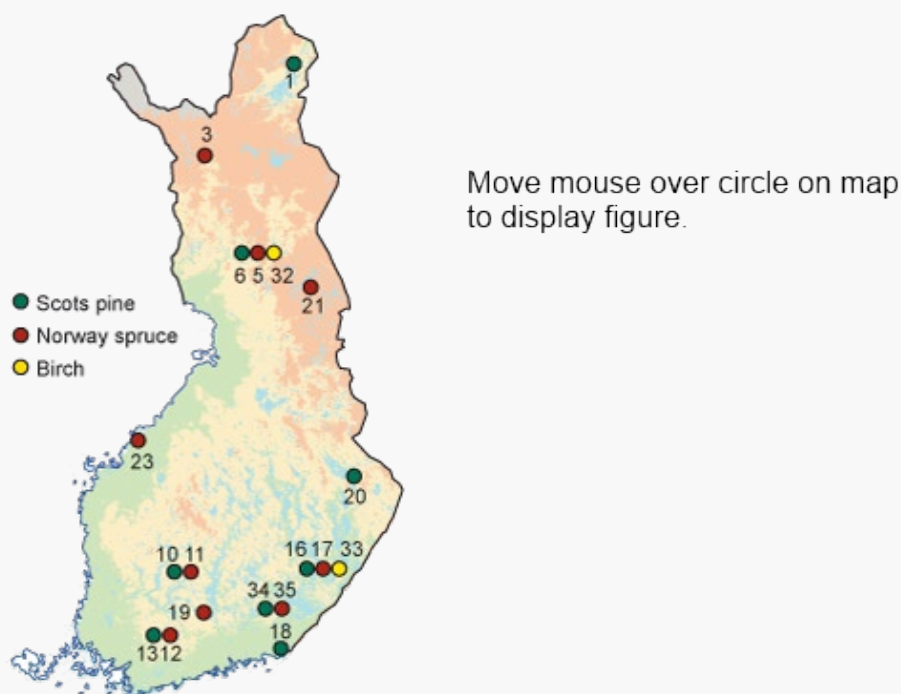 1
3
Move mouse over circle on map
to display figure.
6 5 32
21
Scots pine
Norway spruce
Birch
23
20
10 11
16 17 33
34 35
19
18
13 12